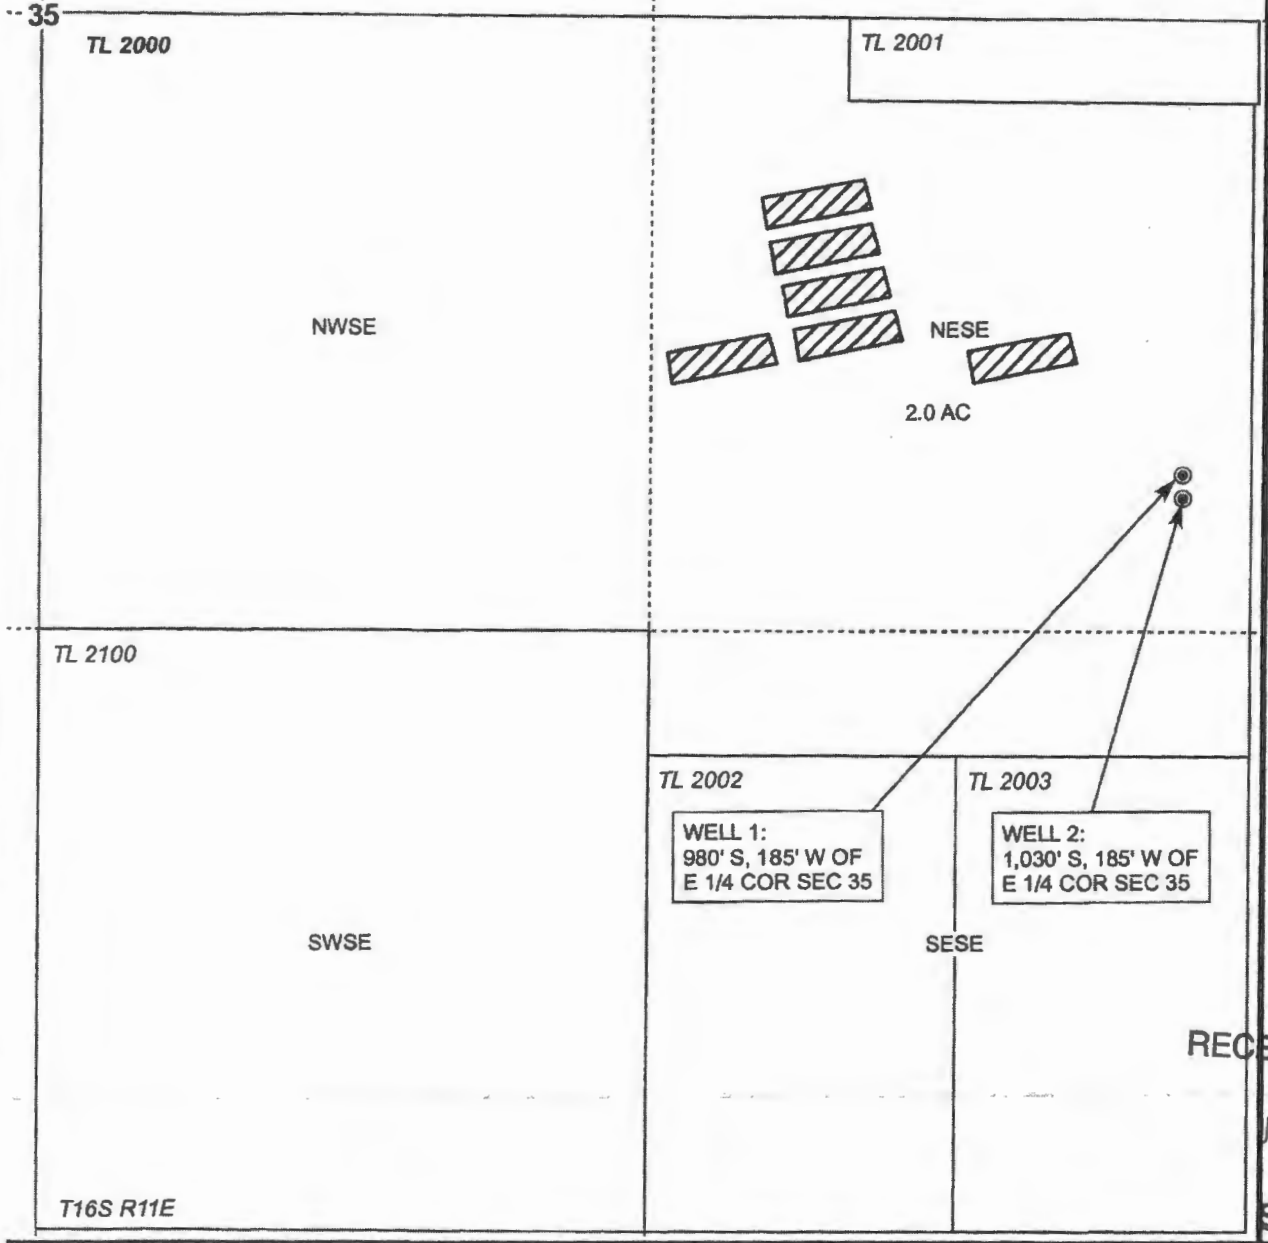 35
TL 2000
TL 2001
NWSE
NESE
2.0 AC
TL 2100
TL 2002
TL 2003
WELL 1:
980' S, 185' W OF
E 1/4 COR SEC 35
WELL 2:
1,030' S, 185' W OF
E 1/4 COR SEC 35
SWSE
SESE
T16S R11E